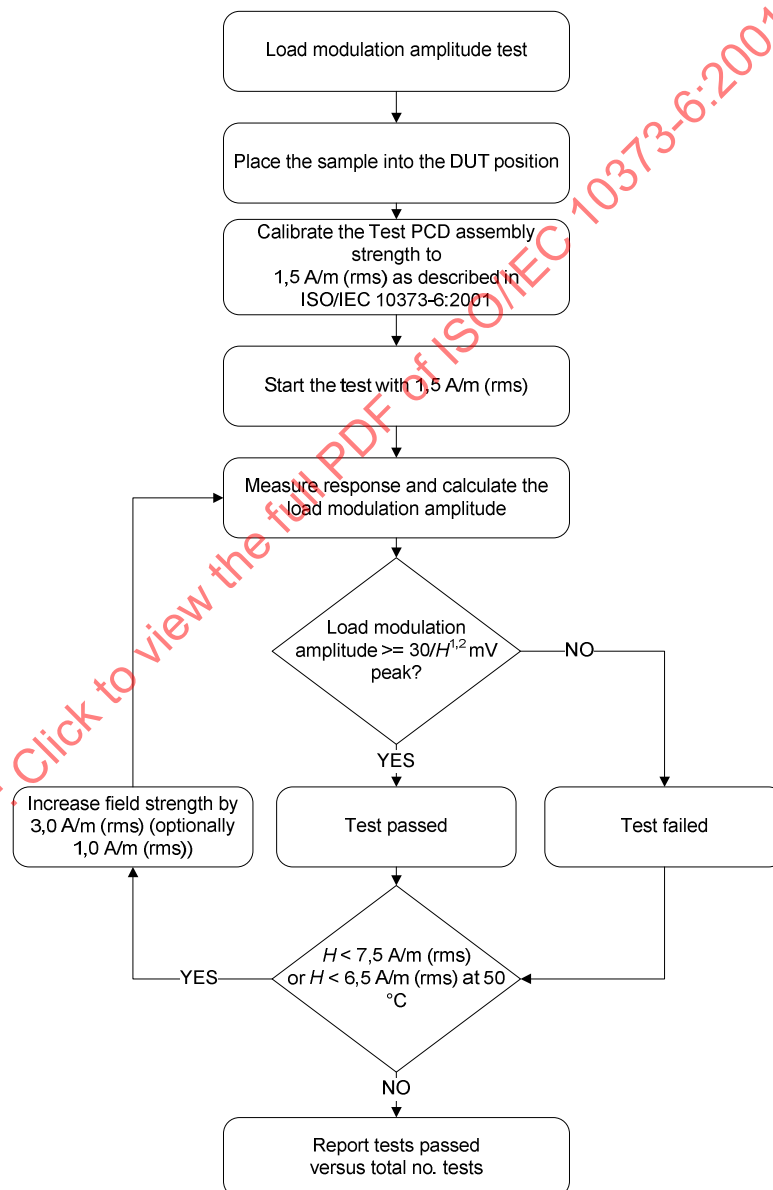 Load modulation amplitude test
Place the sample into the DUT position
Calibrate the Test PCD assembly
strength to
1,5 A/m (rms) as described in
ISO/IEC 10373-6:2001
Start the test with 1,5 A/m (rms)
Measure response and calculate the
load modulation amplitude
Load modulation
amplitude >= 30/H^1,2 mV
peak?
NO
YES
Increase field strength by
3,0 A/m (rms) (optionally
1,0 A/m (rms))
Test passed
Test failed
H < 7,5 A/m (rms)
or H < 6,5 A/m (rms) at 50
°C
YES
NO
Report tests passed
versus total no. tests
: Click to view the full PDF of ISO/IEC 10373-6:2001